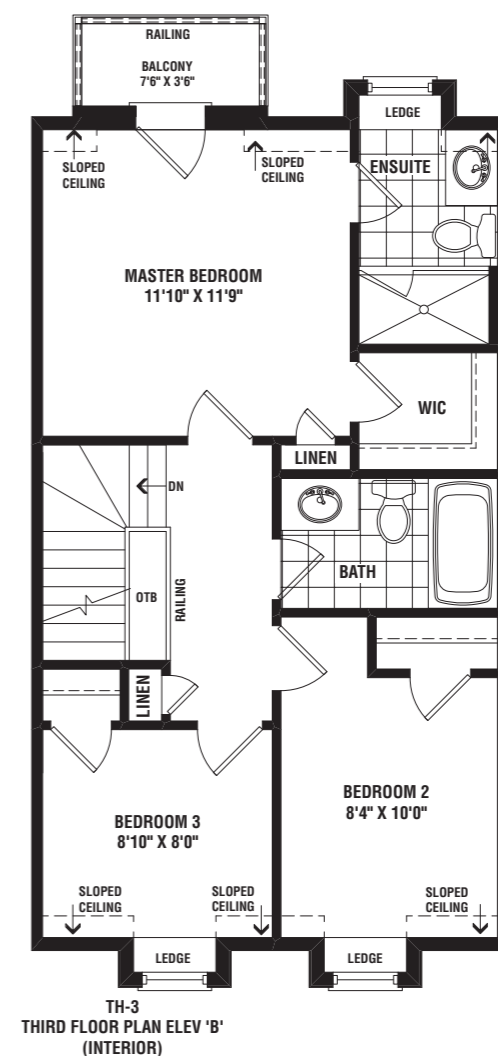 RAILING
BALCONY
7'6" X 3'6"
LEDGE
SLOPED
CEILING
SLOPED
CEILING
ENSUITE
MASTER BEDROOM
11'10" X 11'9"
WIC
LINEN
DN
OTB
RAILING
BATH
LINEN
BEDROOM 2
8'4" X 10'0"
BEDROOM 3
8'10" X 8'0"
SLOPED
CEILING
SLOPED
CEILING
SLOPED
CEILING
LEDGE
LEDGE
TH-3
THIRD FLOOR PLAN ELEV 'B'
(INTERIOR)